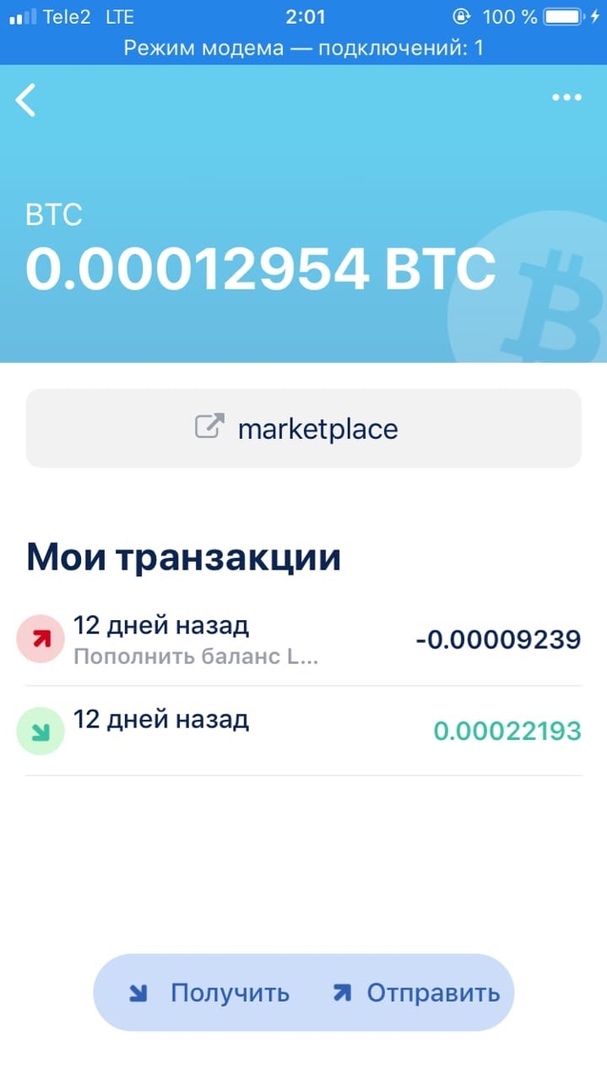 Tele2 LTE 2:01 100 %
Режим модема — подключений: 1
BTC
0.00012954 BTC
marketplace
Мои транзакции
12 дней назад
Пополнить баланс L...
-0.00009239
12 дней назад
0.00022193
Получить
Отправить